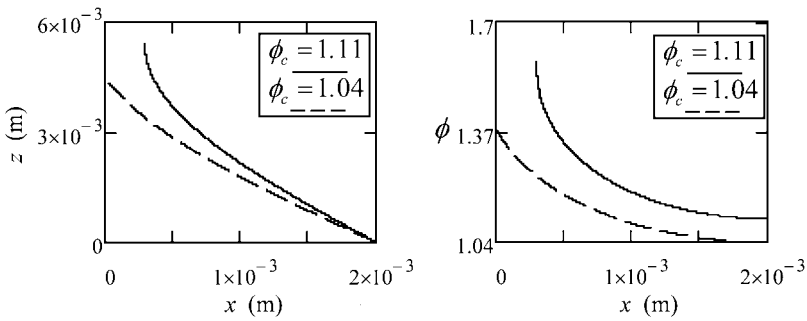 6×10⁻³
ϕc = 1.11
ϕc = 1.04
z (m)
3×10⁻³
0
0 1×10⁻³ 2×10⁻³
x (m)
1.7
ϕc = 1.11
ϕc = 1.04
ϕ 1.37
1.04
0 1×10⁻³ 2×10⁻³
x (m)